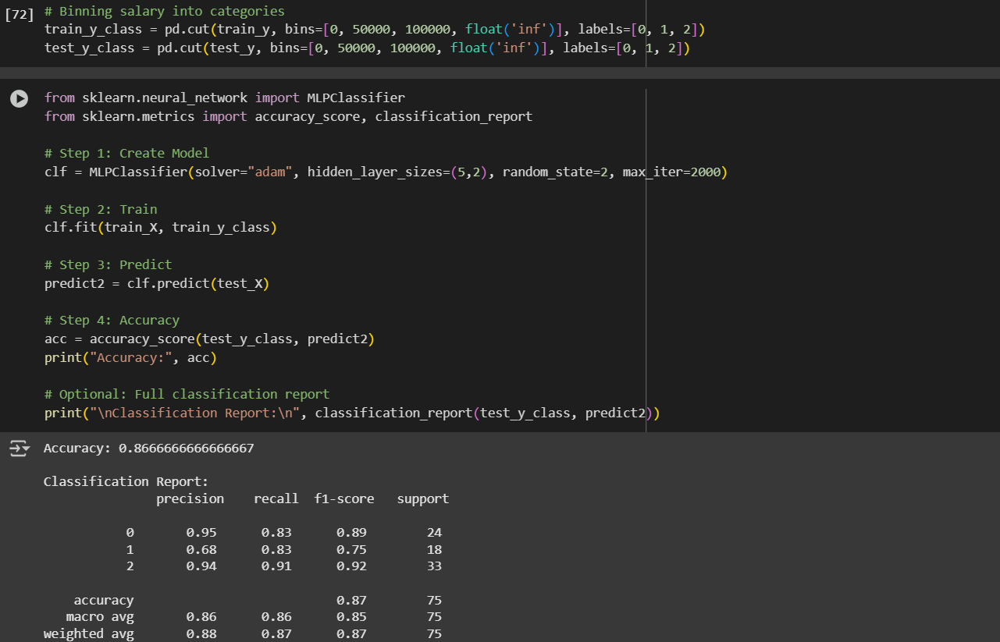 [72] # Binning salary into categories
train_y_class = pd.cut(train_y, bins=[0, 50000, 100000, float('inf')], labels=[0, 1, 2])
test_y_class = pd.cut(test_y, bins=[0, 50000, 100000, float('inf')], labels=[0, 1, 2])
from sklearn.neural_network import MLPClassifier
from sklearn.metrics import accuracy_score, classification_report
# Step 1: Create Model
clf = MLPClassifier(solver="adam", hidden_layer_sizes=(5,2), random_state=2, max_iter=2000)
# Step 2: Train
clf.fit(train_X, train_y_class)
# Step 3: Predict
predict2 = clf.predict(test_X)
# Step 4: Accuracy
acc = accuracy_score(test_y_class, predict2)
print("Accuracy:", acc)
# Optional: Full classification report
print("\nClassification Report:\n", classification_report(test_y_class, predict2))
Accuracy: 0.8666666666666667
Classification Report:
precision recall f1-score support
0 0.95 0.83 0.89 24
1 0.68 0.83 0.75 18
2 0.94 0.91 0.92 33
accuracy 0.87 75
macro avg 0.86 0.86 0.85 75
weighted avg 0.88 0.87 0.87 75